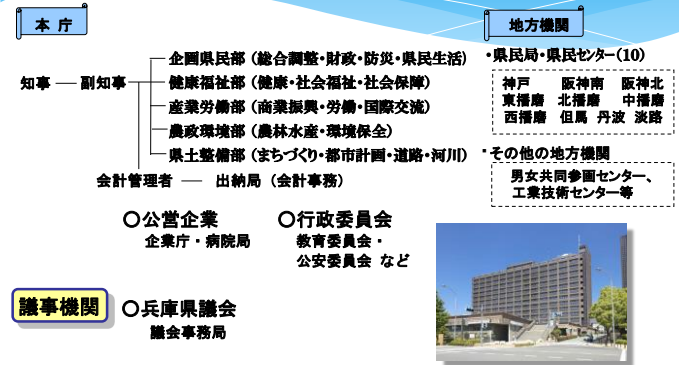 本 庁
企画県民部（総合調整・財政・防災・県民生活）
知事 ― 副知事
健康福祉部（健康・社会福祉・社会保障）
産業労働部（商業振興・労働・国際交流）
農政環境部（農林水産・環境保全）
県土整備部（まちづくり・都市計画・道路・河川）
会計管理者 ― 出納局（会計事務）
〇公営企業
企業庁・病院局
〇行政委員会
教育委員会・
公安委員会 など
議事機関
〇兵庫県議会
議会事務局
地方機関
・県民局・県民センター(10)
神戸 阪神南 阪神北
東播磨 北播磨 中播磨
西播磨 但馬 丹波 淡路
・その他の地方機関
男女共同参画センター、
工業技術センター等